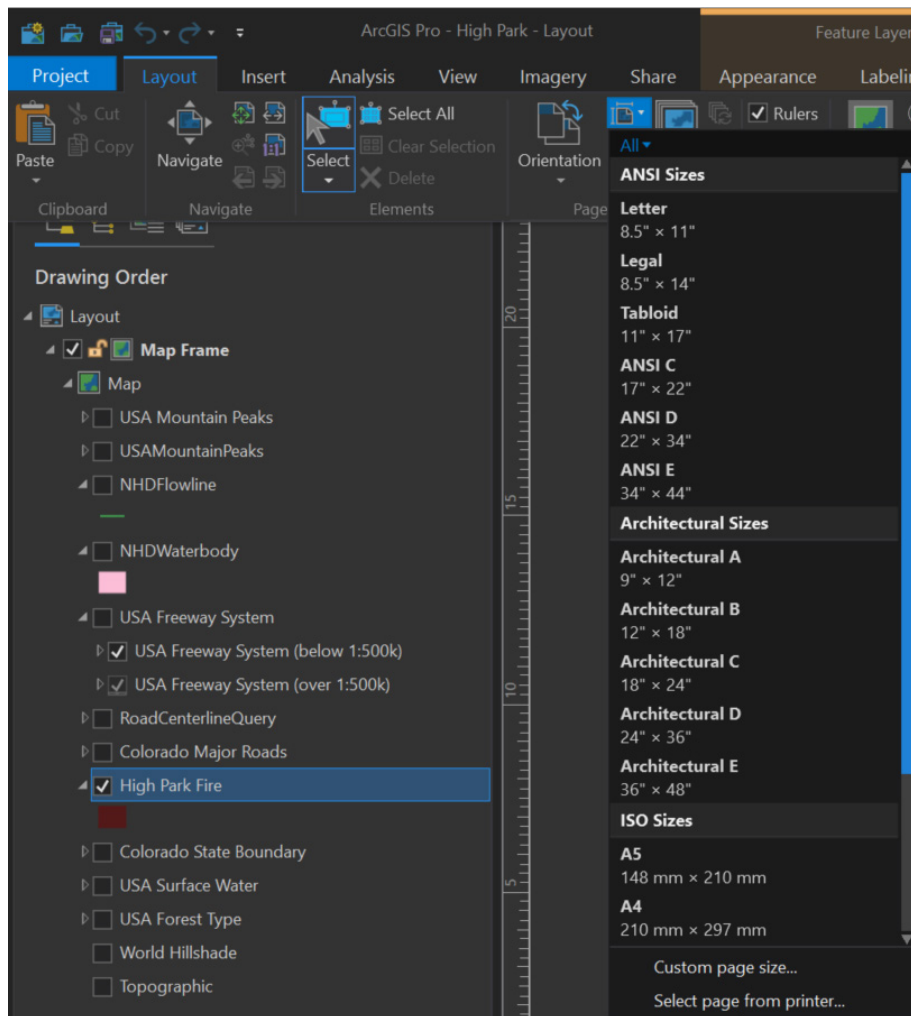 ArcGIS Pro - High Park - Layout
Feature Layer
Project Layout Insert Analysis View Imagery Share Appearance Labelin
Paste
Cut
Copy
Clipboard
Navigate
Navigate
Select
Select All
Clear Selection
Delete
Elements
Orientation
Page
Rulers
All
ANSI Sizes
Letter
8.5" × 11"
Legal
8.5" × 14"
Tabloid
11" × 17"
ANSI C
17" × 22"
ANSI D
22" × 34"
ANSI E
34" × 44"
Architectural Sizes
Architectural A
9" × 12"
Architectural B
12" × 18"
Architectural C
18" × 24"
Architectural D
24" × 36"
Architectural E
36" × 48"
ISO Sizes
A5
148 mm × 210 mm
A4
210 mm × 297 mm
Custom page size...
Select page from printer...
Drawing Order
Layout
Map Frame
Map
USA Mountain Peaks
USAMountainPeaks
NHDFlowline
NHDWaterbody
USA Freeway System
USA Freeway System (below 1:500k)
USA Freeway System (over 1:500k)
RoadCenterlineQuery
Colorado Major Roads
High Park Fire
Colorado State Boundary
USA Surface Water
USA Forest Type
World Hillshade
Topographic
20
15
10
5